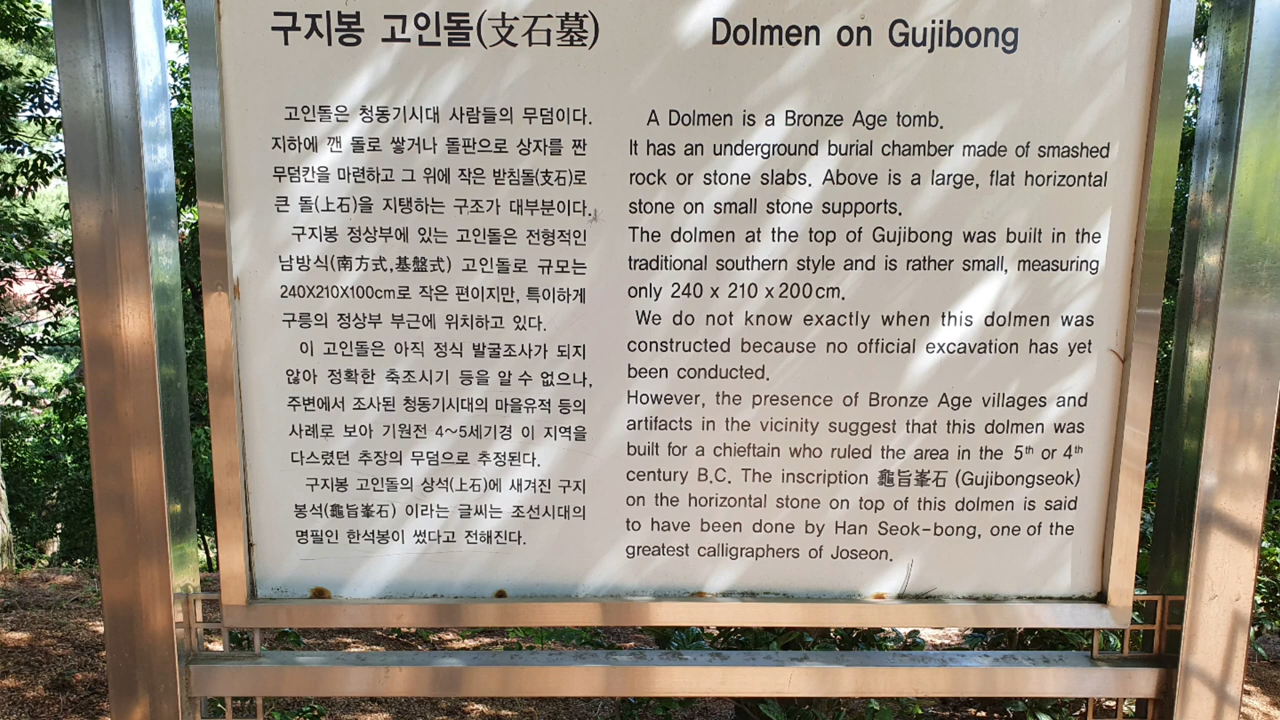 구지봉 고인돌(支石墓)
고인돌은 청동기시대 사람들의 무덤이다.
지하에 깬 돌로 쌓거나 돌판으로 상자를 짠
무덤칸을 마련하고 그 위에 작은 받침돌(支石)로
큰 돌(上石)을 지탱하는 구조가 대부분이다.
구지봉 정상부에 있는 고인돌은 전형적인
남방식(南方式,基盤式) 고인돌로 규모는
240X210X100cm로 작은 편이지만, 특이하게
구릉의 정상부 부근에 위치하고 있다.
이 고인돌은 아직 정식 발굴조사가 되지
않아 정확한 축조시기 등을 알 수 없으나,
주변에서 조사된 청동기시대의 마을유적 등의
사례로 보아 기원전 4~5세기경 이 지역을
다스렸던 추장의 무덤으로 추정된다.
구지봉 고인돌의 상석(上石)에 새겨진 구지
봉석(龜旨峯石) 이라는 글씨는 조선시대의
명필인 한석봉이 썼다고 전해진다.
Dolmen on Gujibong
A Dolmen is a Bronze Age tomb.
It has an underground burial chamber made of smashed
rock or stone slabs. Above is a large, flat horizontal
stone on small stone supports.
The dolmen at the top of Gujibong was built in the
traditional southern style and is rather small, measuring
only 240 x 210 x 200cm.
We do not know exactly when this dolmen was
constructed because no official excavation has yet
been conducted.
However, the presence of Bronze Age villages and
artifacts in the vicinity suggest that this dolmen was
built for a chieftain who ruled the area in the 5th or 4th
century B.C. The inscription 龜旨峯石 (Gujibongseok)
on the horizontal stone on top of this dolmen is said
to have been done by Han Seok-bong, one of the
greatest calligraphers of Joseon.